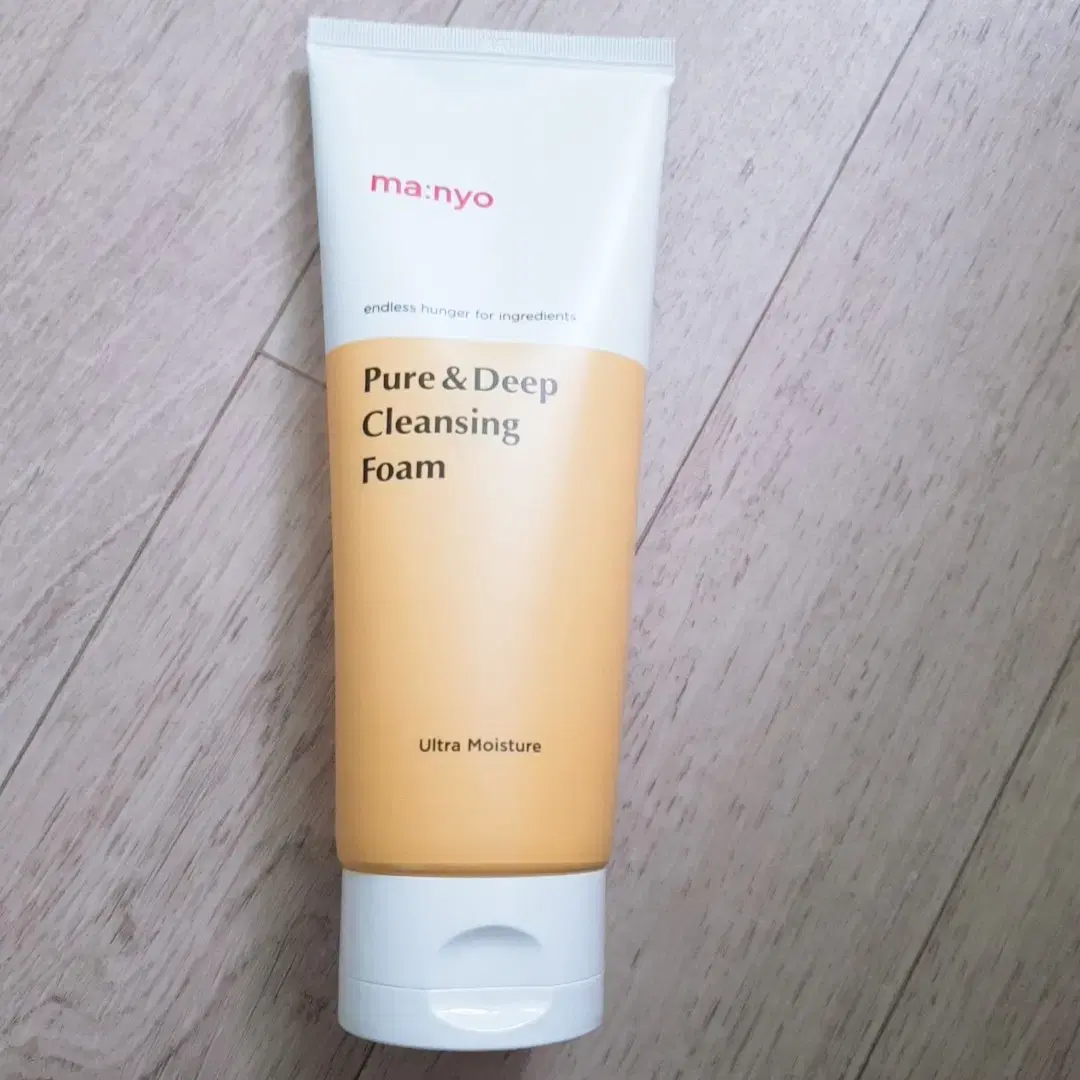 ma:nyo
endless hunger for ingredients
Pure & Deep
Cleansing
Foam
Ultra Moisture